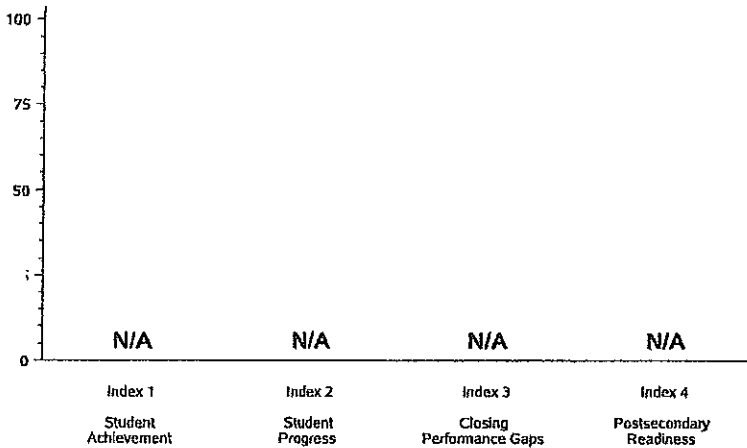 100
75
50
5
0
N/A N/A N/A N/A
Index 1 Index 2 Index 3 Index 4
Student Achievement
Student Progress
Closing Performance Gaps
Postsecondary Readiness